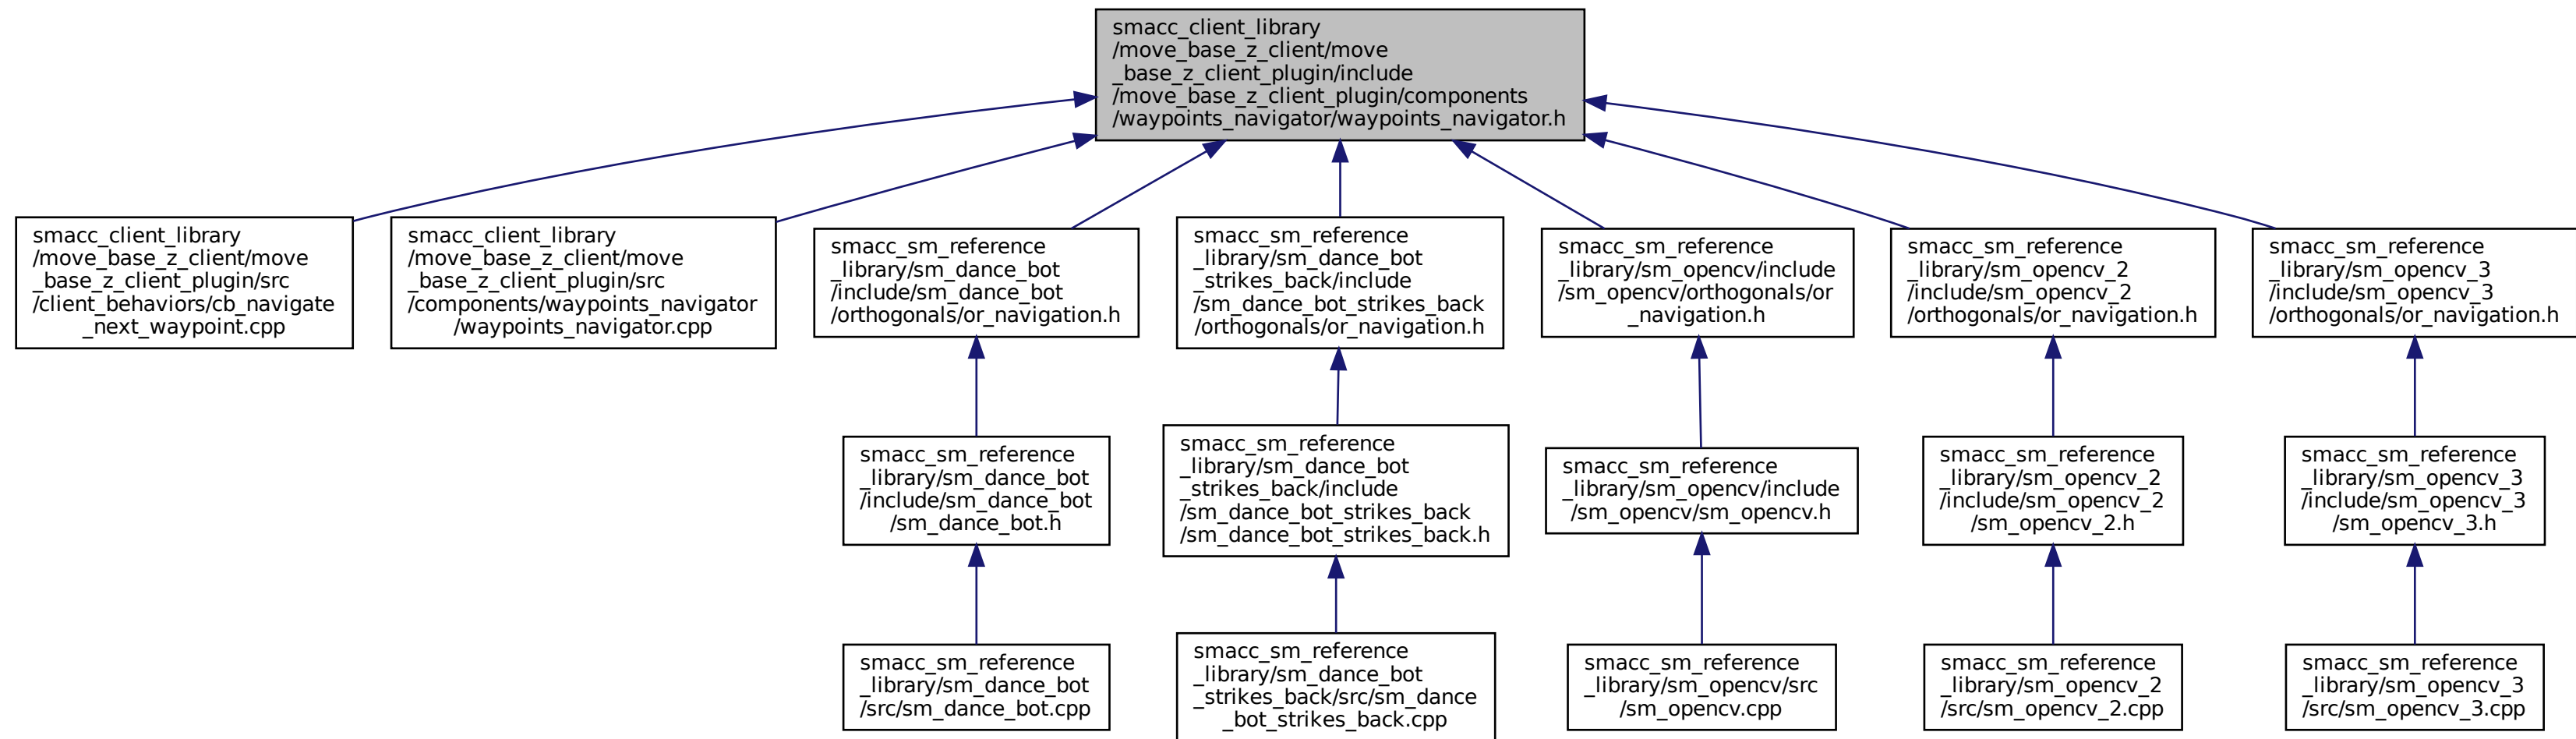 smacc_client_library
/move_base_z_client/move
_base_z_client_plugin/include
/move_base_z_client_plugin/components
/waypoints_navigator/waypoints_navigator.h
smacc_client_library
/move_base_z_client/move
_base_z_client_plugin/src
/client_behaviors/cb_navigate
_next_waypoint.cpp
smacc_client_library
/move_base_z_client/move
_base_z_client_plugin/src
/components/waypoints_navigator
/waypoints_navigator.cpp
smacc_sm_reference
_library/sm_dance_bot
/include/sm_dance_bot
/orthogonals/or_navigation.h
smacc_sm_reference
_library/sm_dance_bot
_strikes_back/include
/sm_dance_bot_strikes_back
/orthogonals/or_navigation.h
smacc_sm_reference
_library/sm_opencv/include
/sm_opencv/orthogonals/or
_navigation.h
smacc_sm_reference
_library/sm_opencv_2
/include/sm_opencv_2
/orthogonals/or_navigation.h
smacc_sm_reference
_library/sm_opencv_3
/include/sm_opencv_3
/orthogonals/or_navigation.h
smacc_sm_reference
_library/sm_dance_bot
/include/sm_dance_bot
/sm_dance_bot.h
smacc_sm_reference
_library/sm_dance_bot
_strikes_back/include
/sm_dance_bot_strikes_back
/sm_dance_bot_strikes_back.h
smacc_sm_reference
_library/sm_opencv/include
/sm_opencv/sm_opencv.h
smacc_sm_reference
_library/sm_opencv_2
/include/sm_opencv_2
/sm_opencv_2.h
smacc_sm_reference
_library/sm_opencv_3
/include/sm_opencv_3
/sm_opencv_3.h
smacc_sm_reference
_library/sm_dance_bot
/src/sm_dance_bot.cpp
smacc_sm_reference
_library/sm_dance_bot
_strikes_back/src/sm_dance
_bot_strikes_back.cpp
smacc_sm_reference
_library/sm_opencv/src
/sm_opencv.cpp
smacc_sm_reference
_library/sm_opencv_2
/src/sm_opencv_2.cpp
smacc_sm_reference
_library/sm_opencv_3
/src/sm_opencv_3.cpp